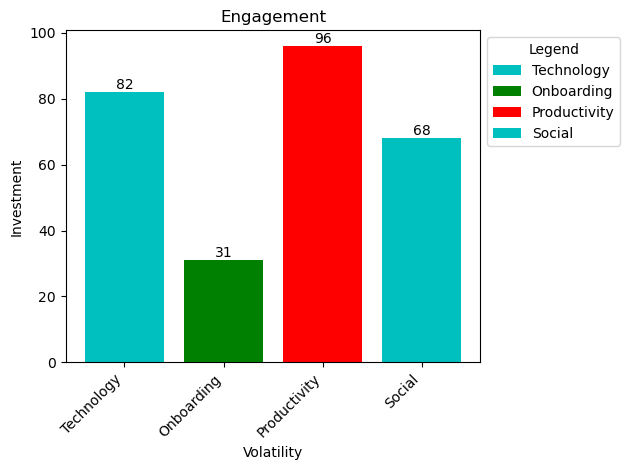 Engagement
100
80
60
40
20
0
Investment
82
31
96
68
Technology
Onboarding
Productivity
Social
Volatility
Legend
Technology
Onboarding
Productivity
Social